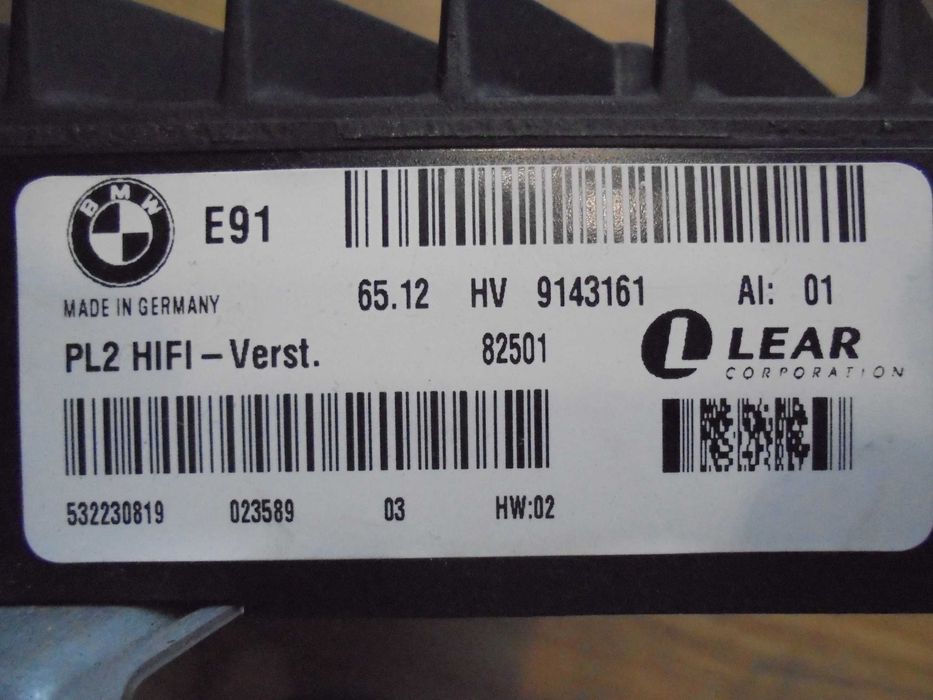 BMW
E91
MADE IN GERMANY
65.12 HV 9143161 AI: 01
PL2 HIFI – Verst.
82501
LEAR
CORPORATION
532230819 023589 03 HW:02